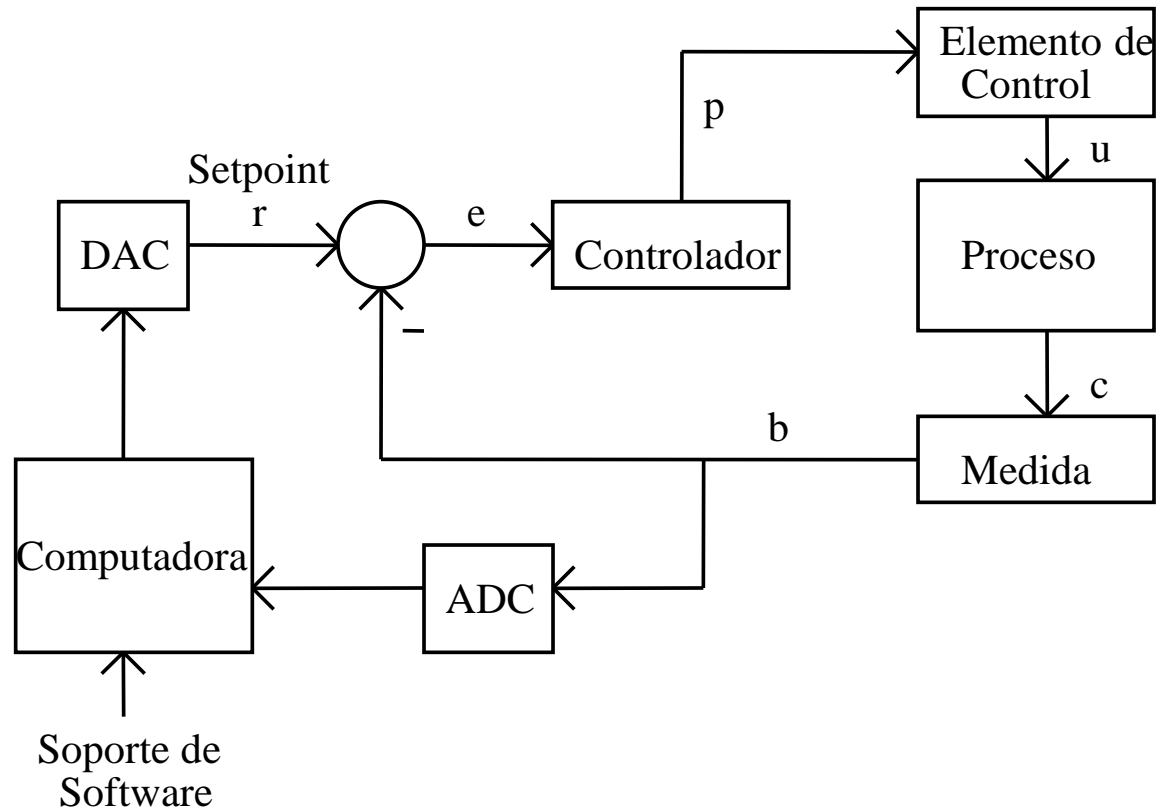 Elemento de
Control
p
u
Setpoint
r
e
DAC
Controlador
Proceso
–
c
b
Medida
Computadora
ADC
Soporte de
Software